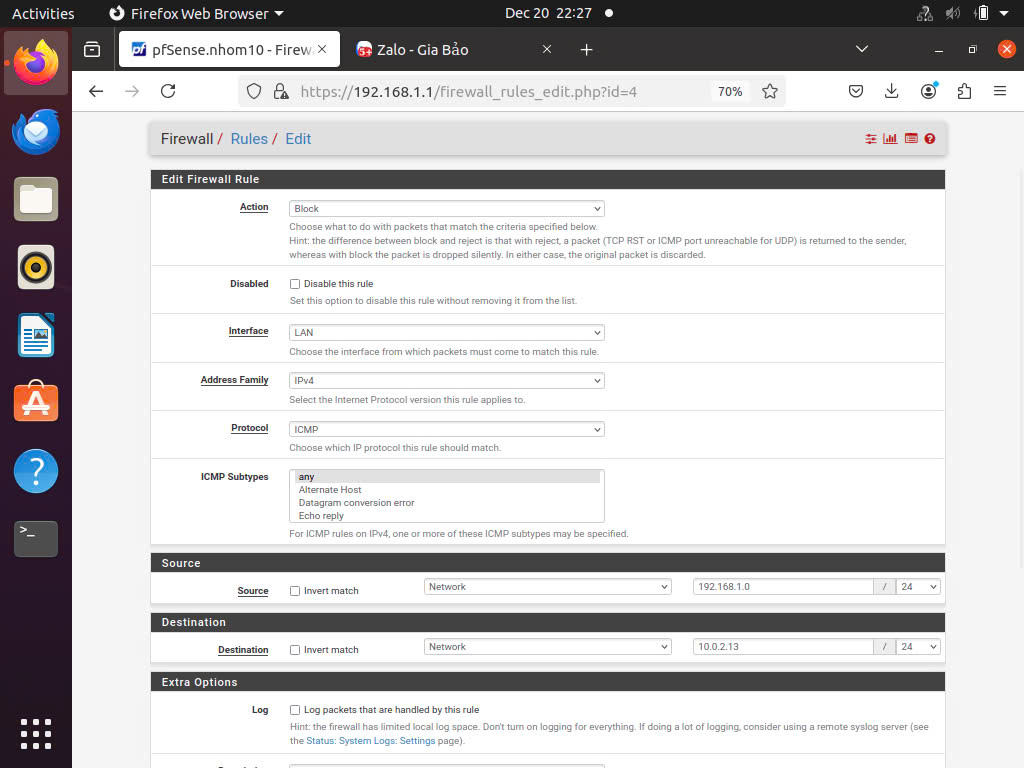 Activities
Firefox Web Browser
Dec 20 22:27
pfSense.nhom10 - Firew
Zalo - Gia Bảo
https://192.168.1.1/firewall_rules_edit.php?id=4
70%
Firewall / Rules / Edit
Edit Firewall Rule
Action
Block
Choose what to do with packets that match the criteria specified below.
Hint: the difference between block and reject is that with reject, a packet (TCP RST or ICMP port unreachable for UDP) is returned to the sender,
whereas with block the packet is dropped silently. In either case, the original packet is discarded.
Disabled
Disable this rule
Set this option to disable this rule without removing it from the list.
Interface
LAN
Choose the interface from which packets must come to match this rule.
Address Family
IPv4
Select the Internet Protocol version this rule applies to.
Protocol
ICMP
Choose which IP protocol this rule should match.
ICMP Subtypes
any
Alternate Host
Datagram conversion error
Echo reply
For ICMP rules on IPv4, one or more of these ICMP subtypes may be specified.
Source
Source
Invert match
Network
192.168.1.0
/
24
Destination
Destination
Invert match
Network
10.0.2.13
/
24
Extra Options
Log
Log packets that are handled by this rule
Hint: the firewall has limited local log space. Don't turn on logging for everything. If doing a lot of logging, consider using a remote syslog server (see
the Status: System Logs: Settings page).